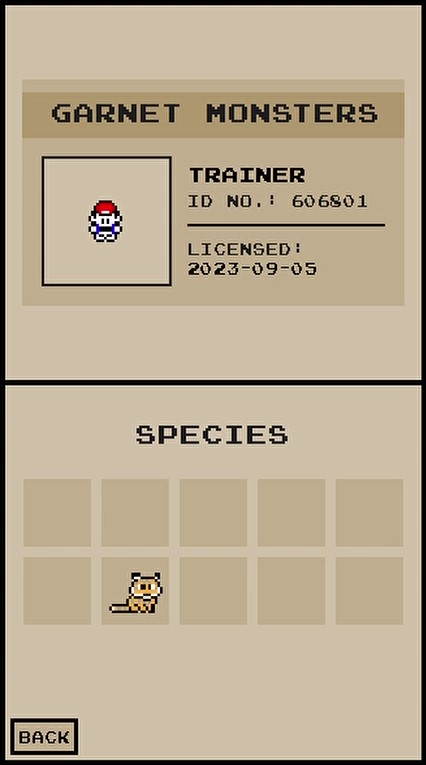 GARNET MONSTERS
TRAINER
ID NO.: 606801
LICENSED:
2023-09-05
SPECIES
BACK